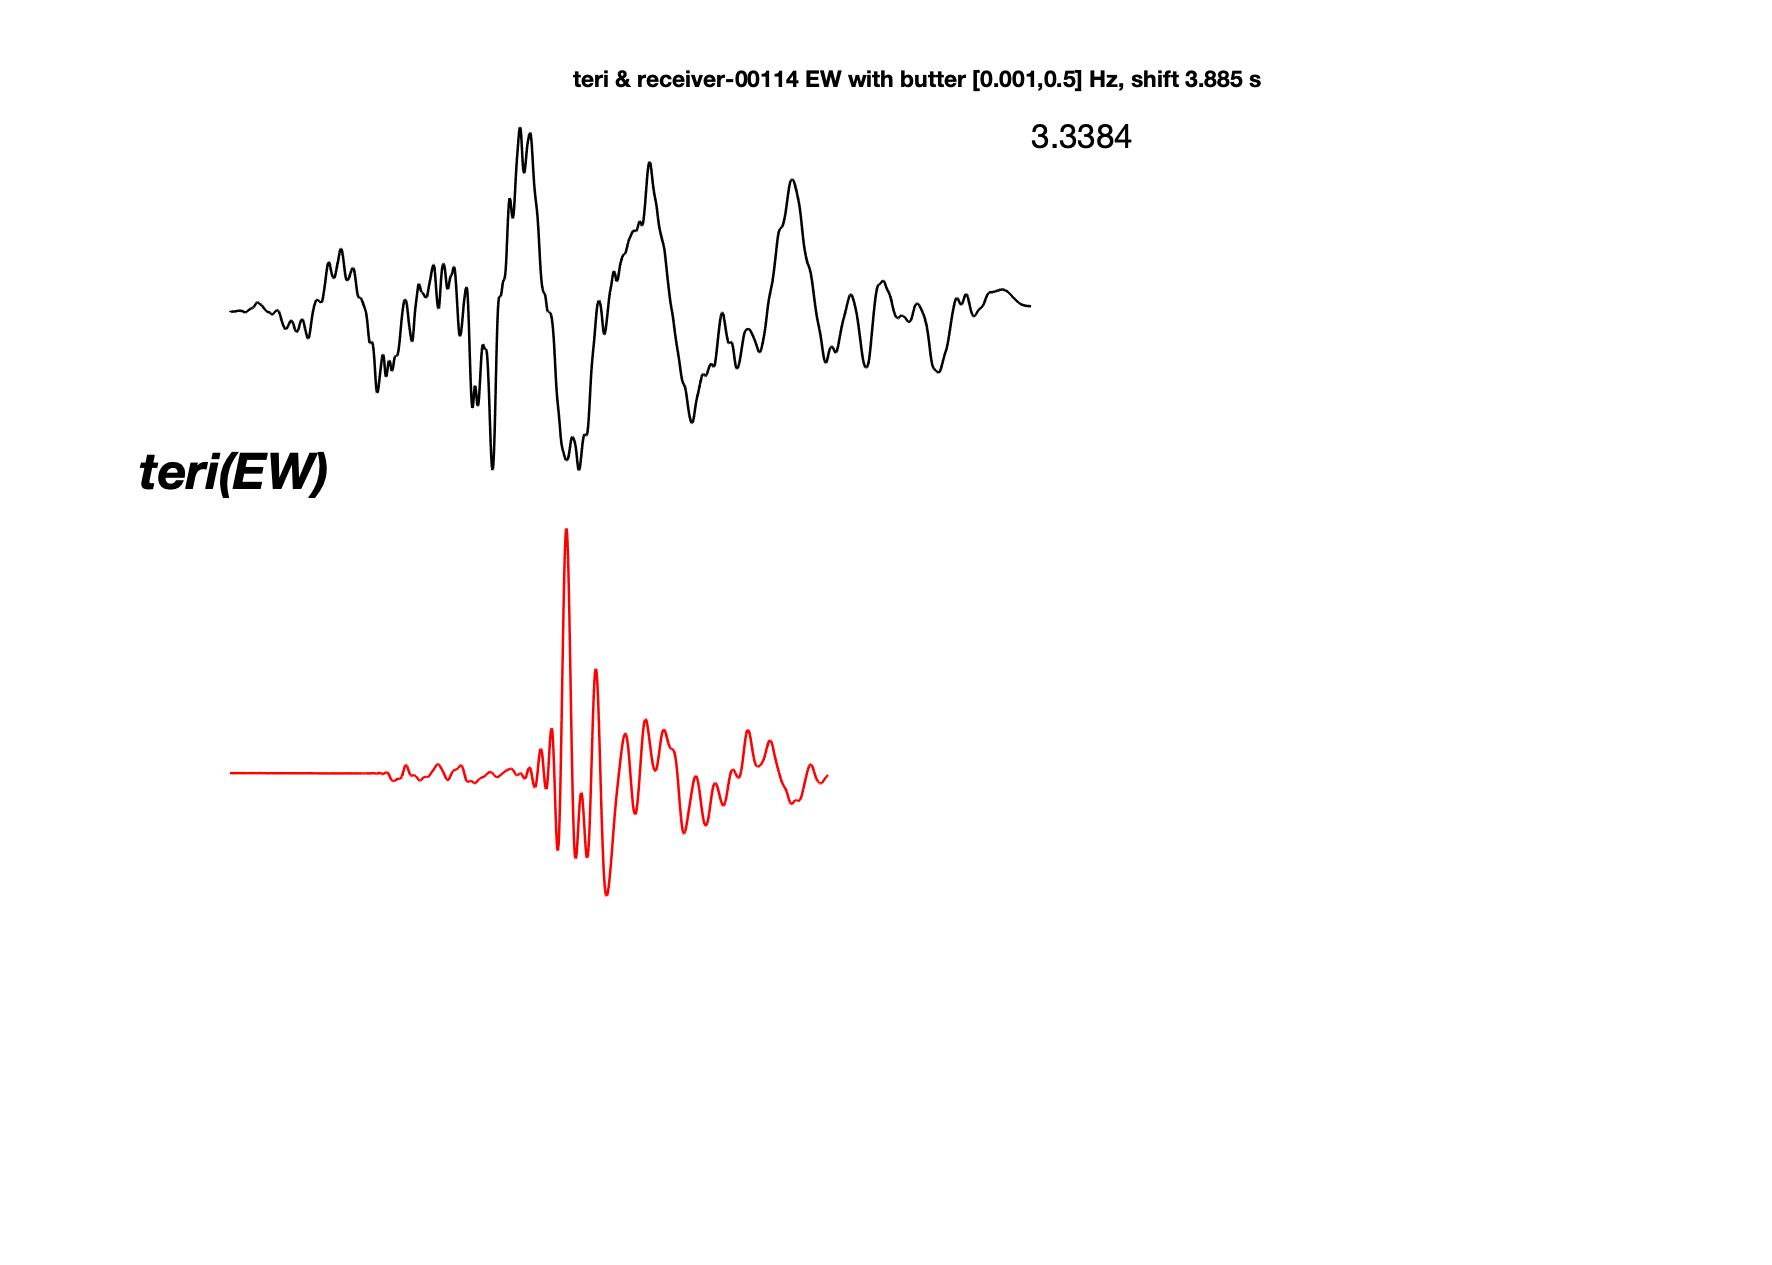 teri & receiver-00114 EW with butter [0.001,0.5] Hz, shift 3.885 s
3.3384
teri(EW)